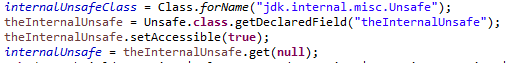 internalUnsafeClass = Class.forName("jdk.internal.misc.Unsafe");
theInternalUnsafe = Unsafe.class.getDeclaredField("theInternalUnsafe");
theInternalUnsafe.setAccessible(true);
internalUnsafe = theInternalUnsafe.get(null);